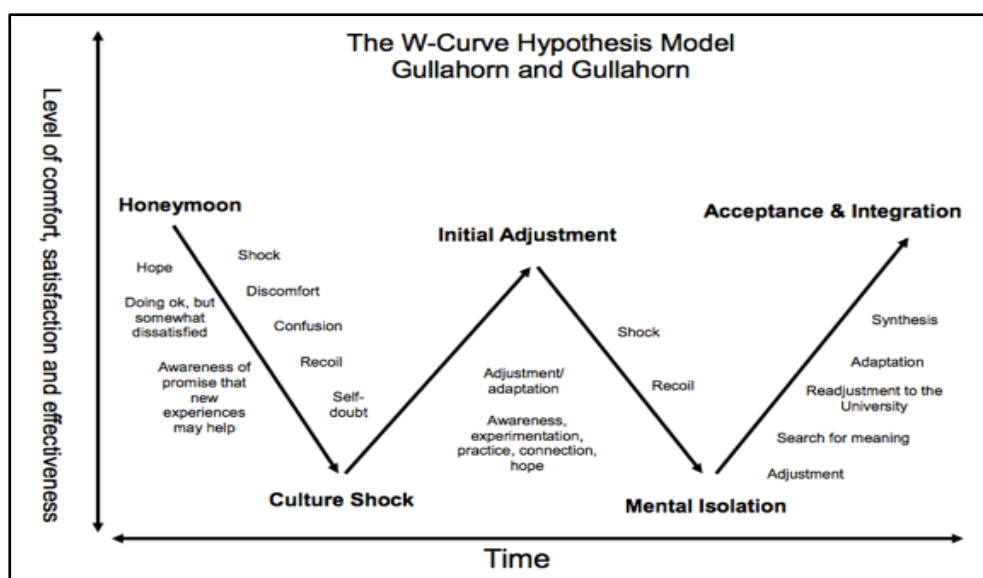 The W-Curve Hypothesis Model
Gullahorn and Gullahorn
Level of comfort, satisfaction and effectiveness
Honeymoon
Hope
Doing ok, but
somewhat
dissatisfied
Awareness of
promise that
new
experiences
may help
Shock
Discomfort
Confusion
Recoil
Self-
doubt
Culture Shock
Initial Adjustment
Adjustment/
adaptation
Awareness,
experimentation,
practice, connection,
hope
Shock
Recoil
Mental Isolation
Acceptance & Integration
Synthesis
Adaptation
Readjustment to the
University
Search for meaning
Adjustment
Time